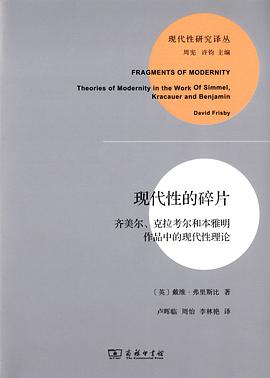 现代性研究译丛
周宪 许钧 主编
FRAGMENTS OF MODERNITY
Theories of Modernity in the Work Of Simmel,
Kracauer and Benjamin
David Frisby
现代性的碎片
齐美尔、克拉考尔和本雅明
作品中的现代性理论
〔英〕戴维·弗里斯比 著
卢晖临 周怡 李林艳 译
商务印书馆